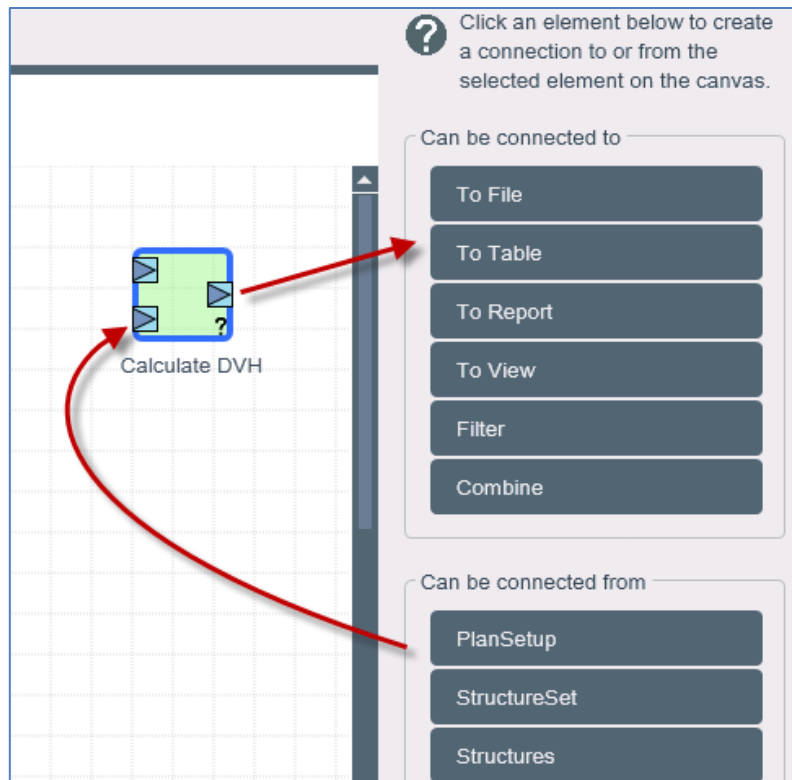 ?
Click an element below to create
a connection to or from the
selected element on the canvas.
Can be connected to
To File
To Table
To Report
To View
Filter
Combine
?
Calculate DVH
Can be connected from
PlanSetup
StructureSet
Structures